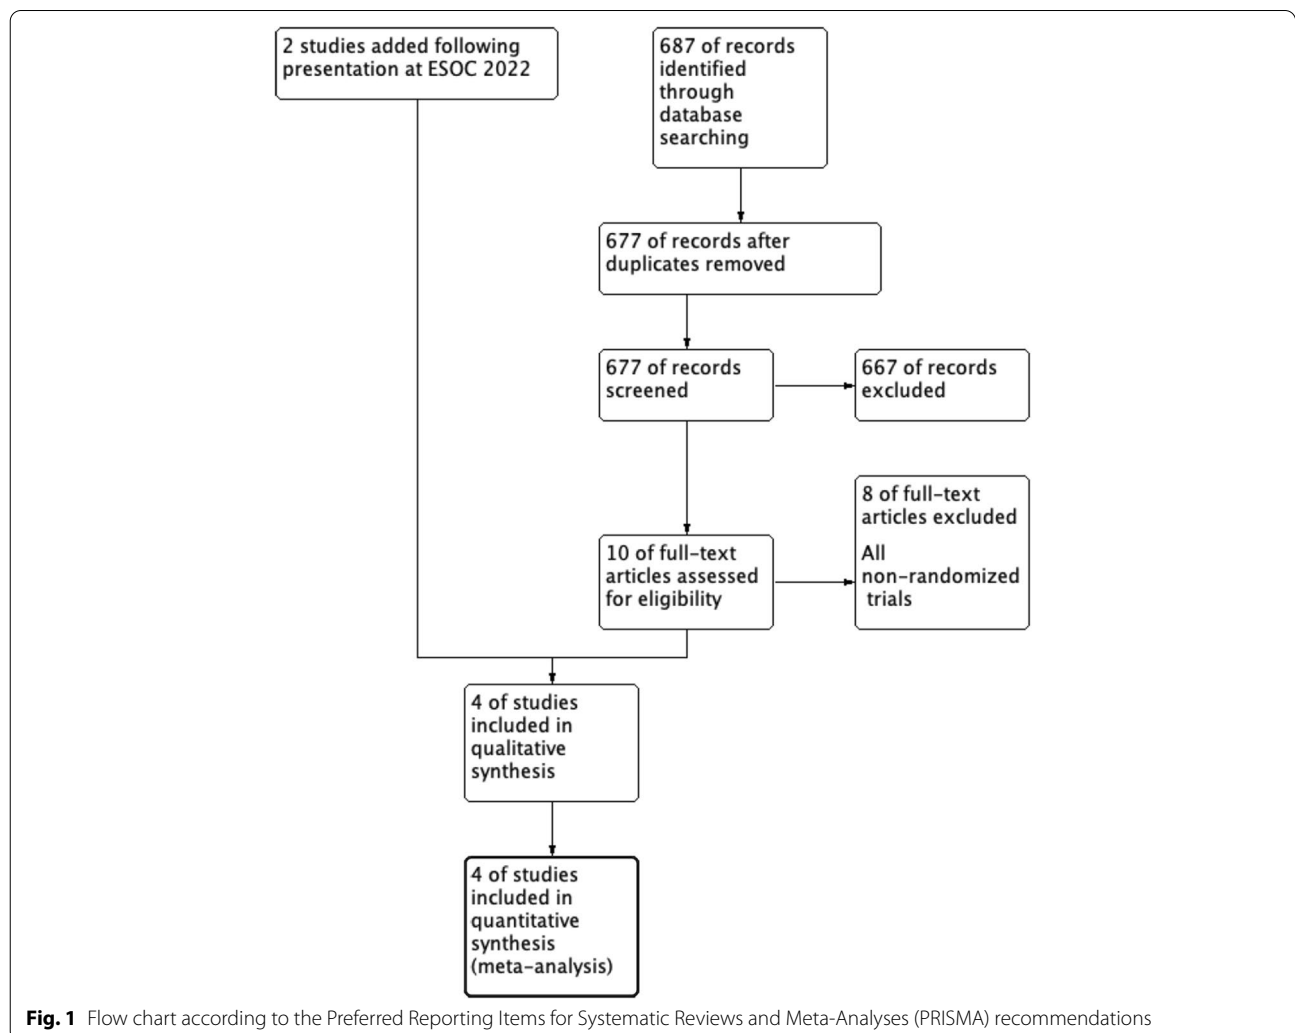 2 studies added following
presentation at ESOC 2022
687 of records
identified
through
database
searching
677 of records after
duplicates removed
677 of records
screened
667 of records
excluded
8 of full-text
articles excluded
All
non-randomized
trials
10 of full-text
articles assessed
for eligibility
4 of studies
included in
qualitative
synthesis
4 of studies
included in
quantitative
synthesis
(meta-analysis)
Fig. 1 Flow chart according to the Preferred Reporting Items for Systematic Reviews and Meta-Analyses (PRISMA) recommendations